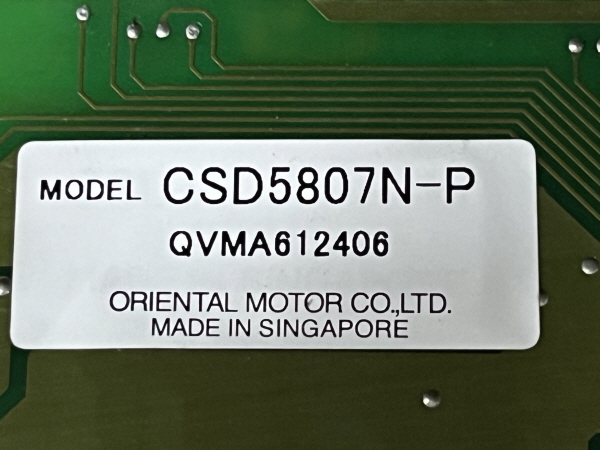 MODEL CSD5807N-P
QVMA612406
ORIENTAL MOTOR CO.,LTD.
MADE IN SINGAPORE